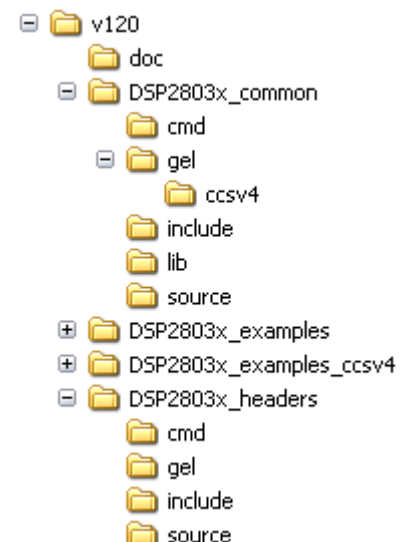 v120
doc
DSP2803x_common
cmd
gel
ccsv4
include
lib
source
DSP2803x_examples
DSP2803x_examples_ccsv4
DSP2803x_headers
cmd
gel
include
source